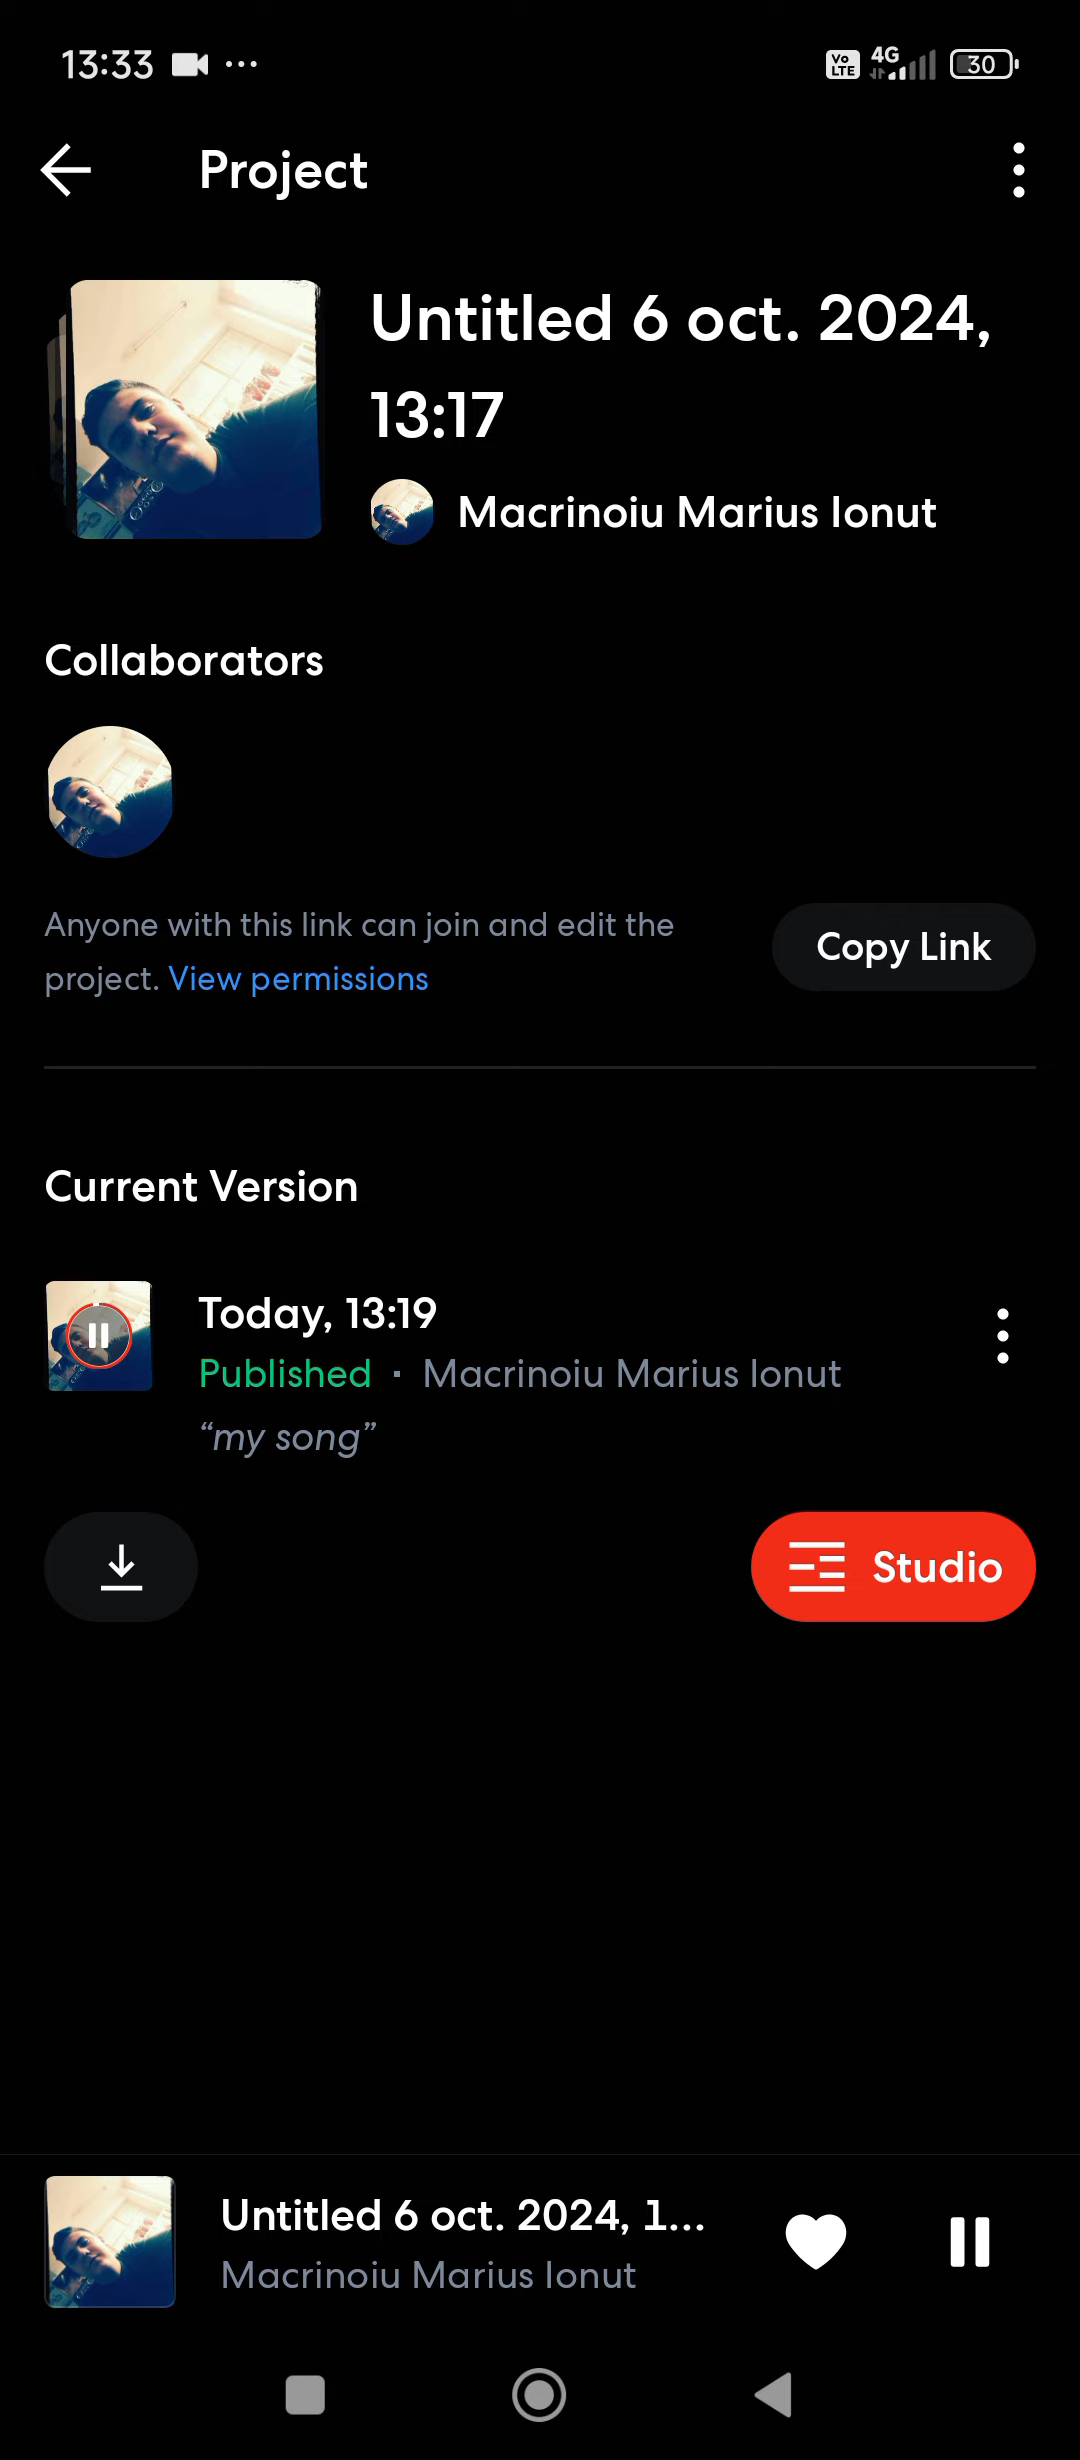 13:33
Vo
LTE
4G
30
Project
Untitled 6 oct. 2024,
13:17
Macrinoiu Marius Ionut
Collaborators
Anyone with this link can join and edit the
project. View permissions
Copy Link
Current Version
Today, 13:19
Published · Macrinoiu Marius Ionut
“my song”
Studio
Untitled 6 oct. 2024, 1...
Macrinoiu Marius Ionut